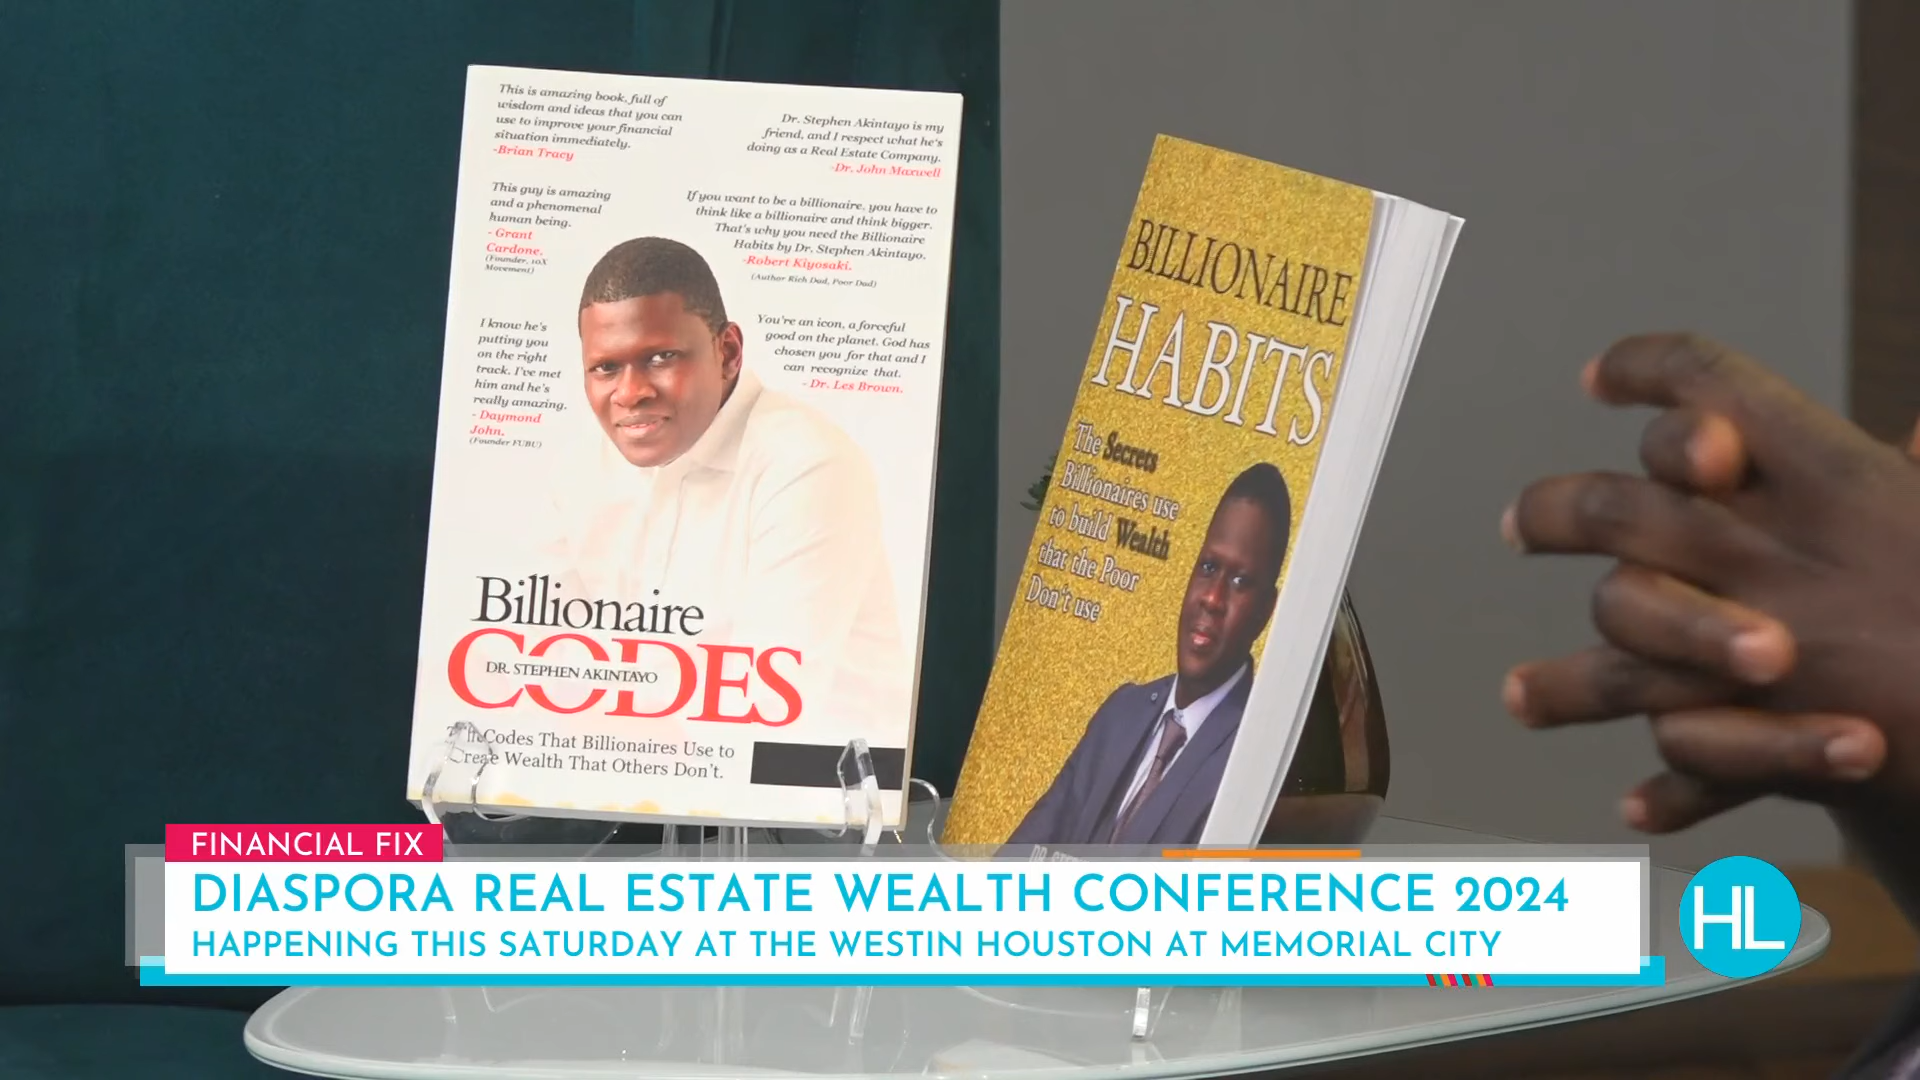 This is amazing book, full of
wisdom and ideas that you can
use to improve your financial
situation immediately.
-Brian Tracy
Dr. Stephen Akintayo is my
friend, and I respect what he's
doing as a Real Estate Company.
-Dr. John Maxwell
This guy is amazing
and a phenomenal
human being.
- Grant
Cardone.
(Founder, 10X
Movement)
If you want to be a billionaire, you have to
think like a billionaire and think bigger.
That's why you need the Billionaire
Habits by Dr. Stephen Akintayo.
-Robert Kiyosaki.
(Author Rich Dad, Poor Dad)
I know he's
putting you
on the right
track. I've met
him and he's
really amazing.
- Daymond
John.
(Founder FUBU)
You're an icon, a forceful
good on the planet. God has
chosen you for that and I
can recognize that.
- Dr. Les Brown.
Billionaire
CODES
DR. STEPHEN AKINTAYO
The Codes That Billionaires Use to
Create Wealth That Others Don't.
BILLIONAIRE
HABITS
The Secrets
Billionaires use
to build Wealth
that the Poor
Don't use
FINANCIAL FIX
DIASPORA REAL ESTATE WEALTH CONFERENCE 2024
HAPPENING THIS SATURDAY AT THE WESTIN HOUSTON AT MEMORIAL CITY
HL